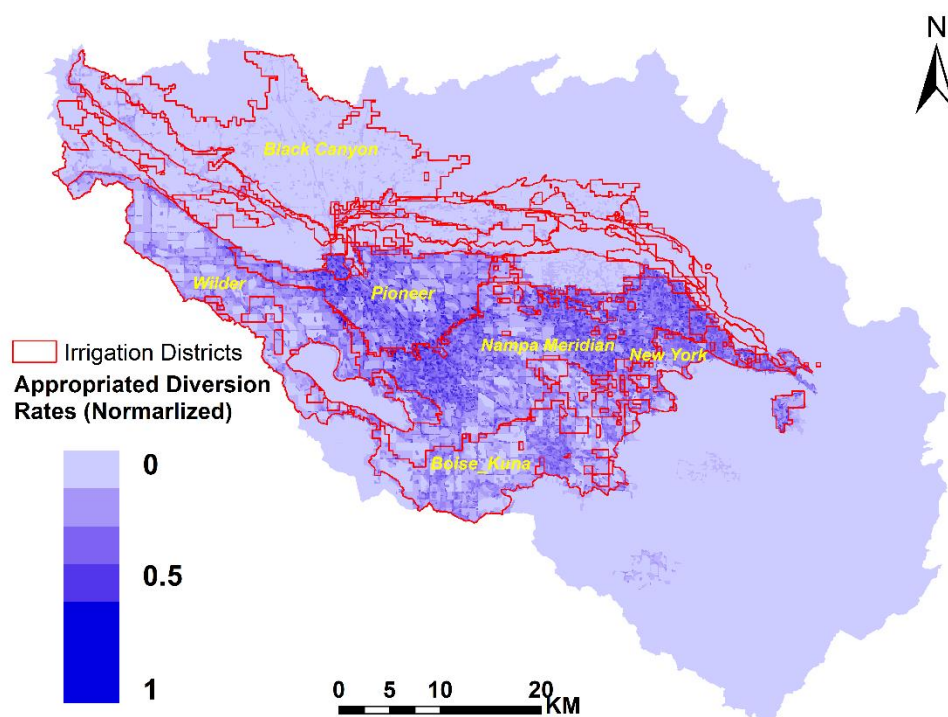 N
Black Canyon
Wilder
Pioneer
Nampa Meridian
New York
Boise_Kuna
Irrigation Districts
Appropriated Diversion
Rates (Normarlized)
0
0.5
1
0 5 10 20
KM